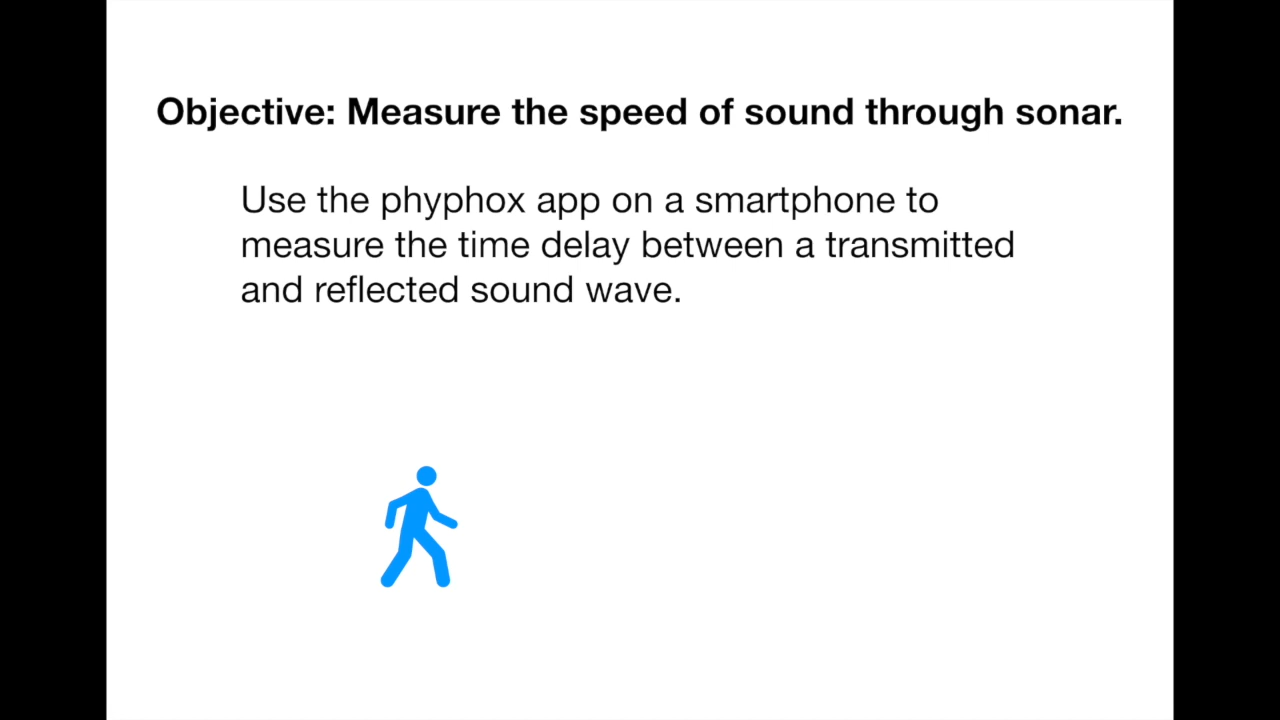 Objective: Measure the speed of sound through sonar.
Use the phyphox app on a smartphone to
measure the time delay between a transmitted
and reflected sound wave.